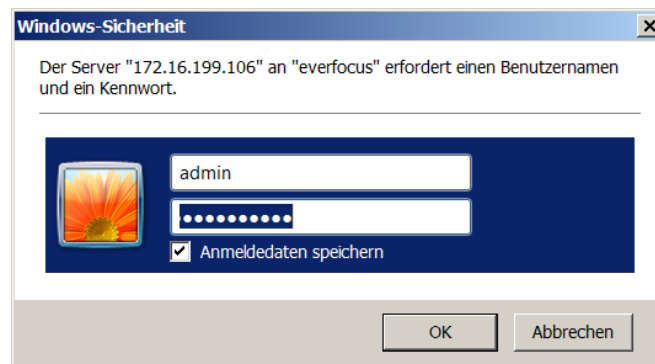 Windows-Sicherheit
Der Server "172.16.199.106" an "everfocus" erfordert einen Benutzernamen
und ein Kennwort.
admin
●●●●●●●●●●
Anmeldedaten speichern
OK
Abbrechen